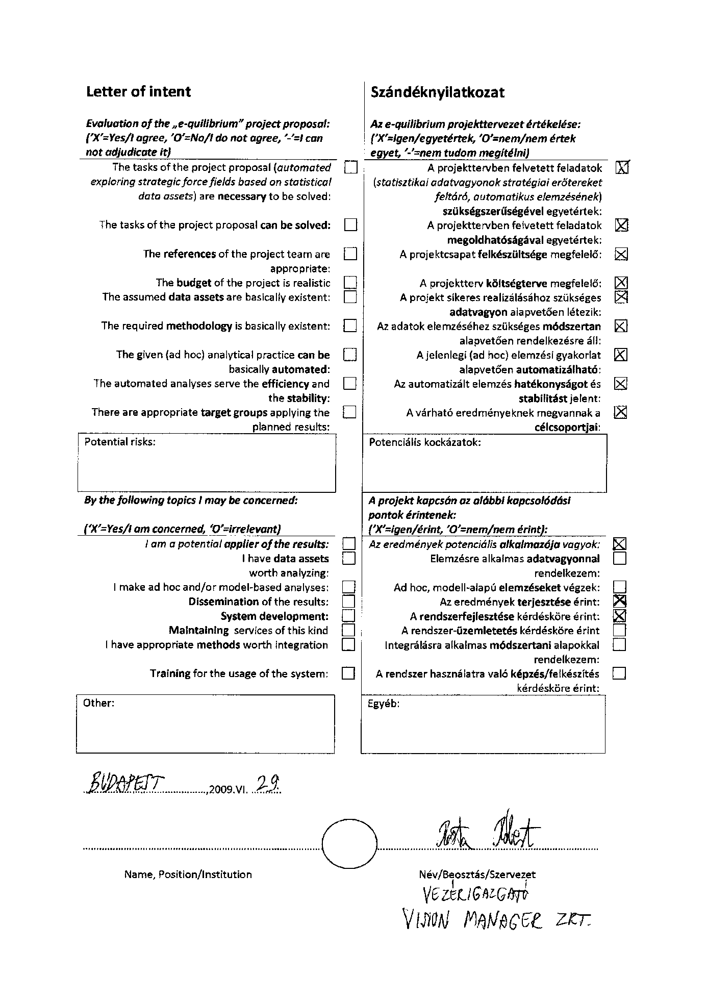 Letter of intent
Evaluation of the „e-quilibrium” project proposal:
('X'=Yes/I agree, 'O'=No/I do not agree, '-'=I can
not adjudicate it)
The tasks of the project proposal (automated
exploring strategic force fields based on statistical
data assets) are necessary to be solved:
The tasks of the project proposal can be solved:
The references of the project team are
appropriate:
The budget of the project is realistic
The assumed data assets are basically existent:
The required methodology is basically existent:
The given (ad hoc) analytical practice can be
basically automated:
The automated analyses serve the efficiency and
the stability:
There are appropriate target groups applying the
planned results:
Potential risks:
By the following topics I may be concerned:
('X'=Yes/I am concerned, 'O'=irrelevant)
I am a potential applier of the results:
I have data assets
worth analyzing:
I make ad hoc and/or model-based analyses:
Dissemination of the results:
System development:
Maintaining services of this kind
I have appropriate methods worth integration
Training for the usage of the system:
Other:
Szándéknyilatkozat
Az e-quilibrium projekttervezet értékelése:
('X'=Igen/egyetértek, 'O'=nem/nem értek
egyet, '-'=nem tudom megítélni)
A projekttervben felvetett feladatok
(statisztikai adatvagyonok stratégiai erőtereket
feltáró, automatikus elemzésének)
szükségszerűségével egyetértek:
A projekttervben felvetett feladatok
megoldhatóságával egyetértek:
A projektcsapat felkészültsége megfelelő:
A projektterv költségterve megfelelő:
A projekt sikeres realizálásához szükséges
adatvagyon alapvetően létezik:
Az adatok elemzéséhez szükséges módszertan
alapvetően rendelkezésre áll:
A jelenlegi (ad hoc) elemzési gyakorlat
alapvetően automatizálható:
Az automatizált elemzés hatékonyságot és
stabilitást jelent:
A várható eredményeknek megvannak a
célcsoportjai:
Potenciális kockázatok:
A projekt kapcsán az alábbi kapcsolódási
pontok érintenek:
('X'=igen/érint, 'O'=nem/nem érint):
Az eredmények potenciális alkalmazója vagyok:
Elemzésre alkalmas adatvagyonnal
rendelkezem:
Ad hoc, modell-alapú elemzéseket végzek:
Az eredmények terjesztése érint:
A rendszerfejlesztése kérdésköre érint:
A rendszer-üzemletetés kérdésköre érint
Integrálásra alkalmas módszertani alapokkal
rendelkezem:
A rendszer használatra való képzés/felkészítés
kérdésköre érint:
Egyéb:
BUDAPEST ,2009.VI. 29.
Name, Position/Institution
Név/Beosztás/Szervezet
VEZÉRIGAZGATÓ
VISION MANAGER ZRT.